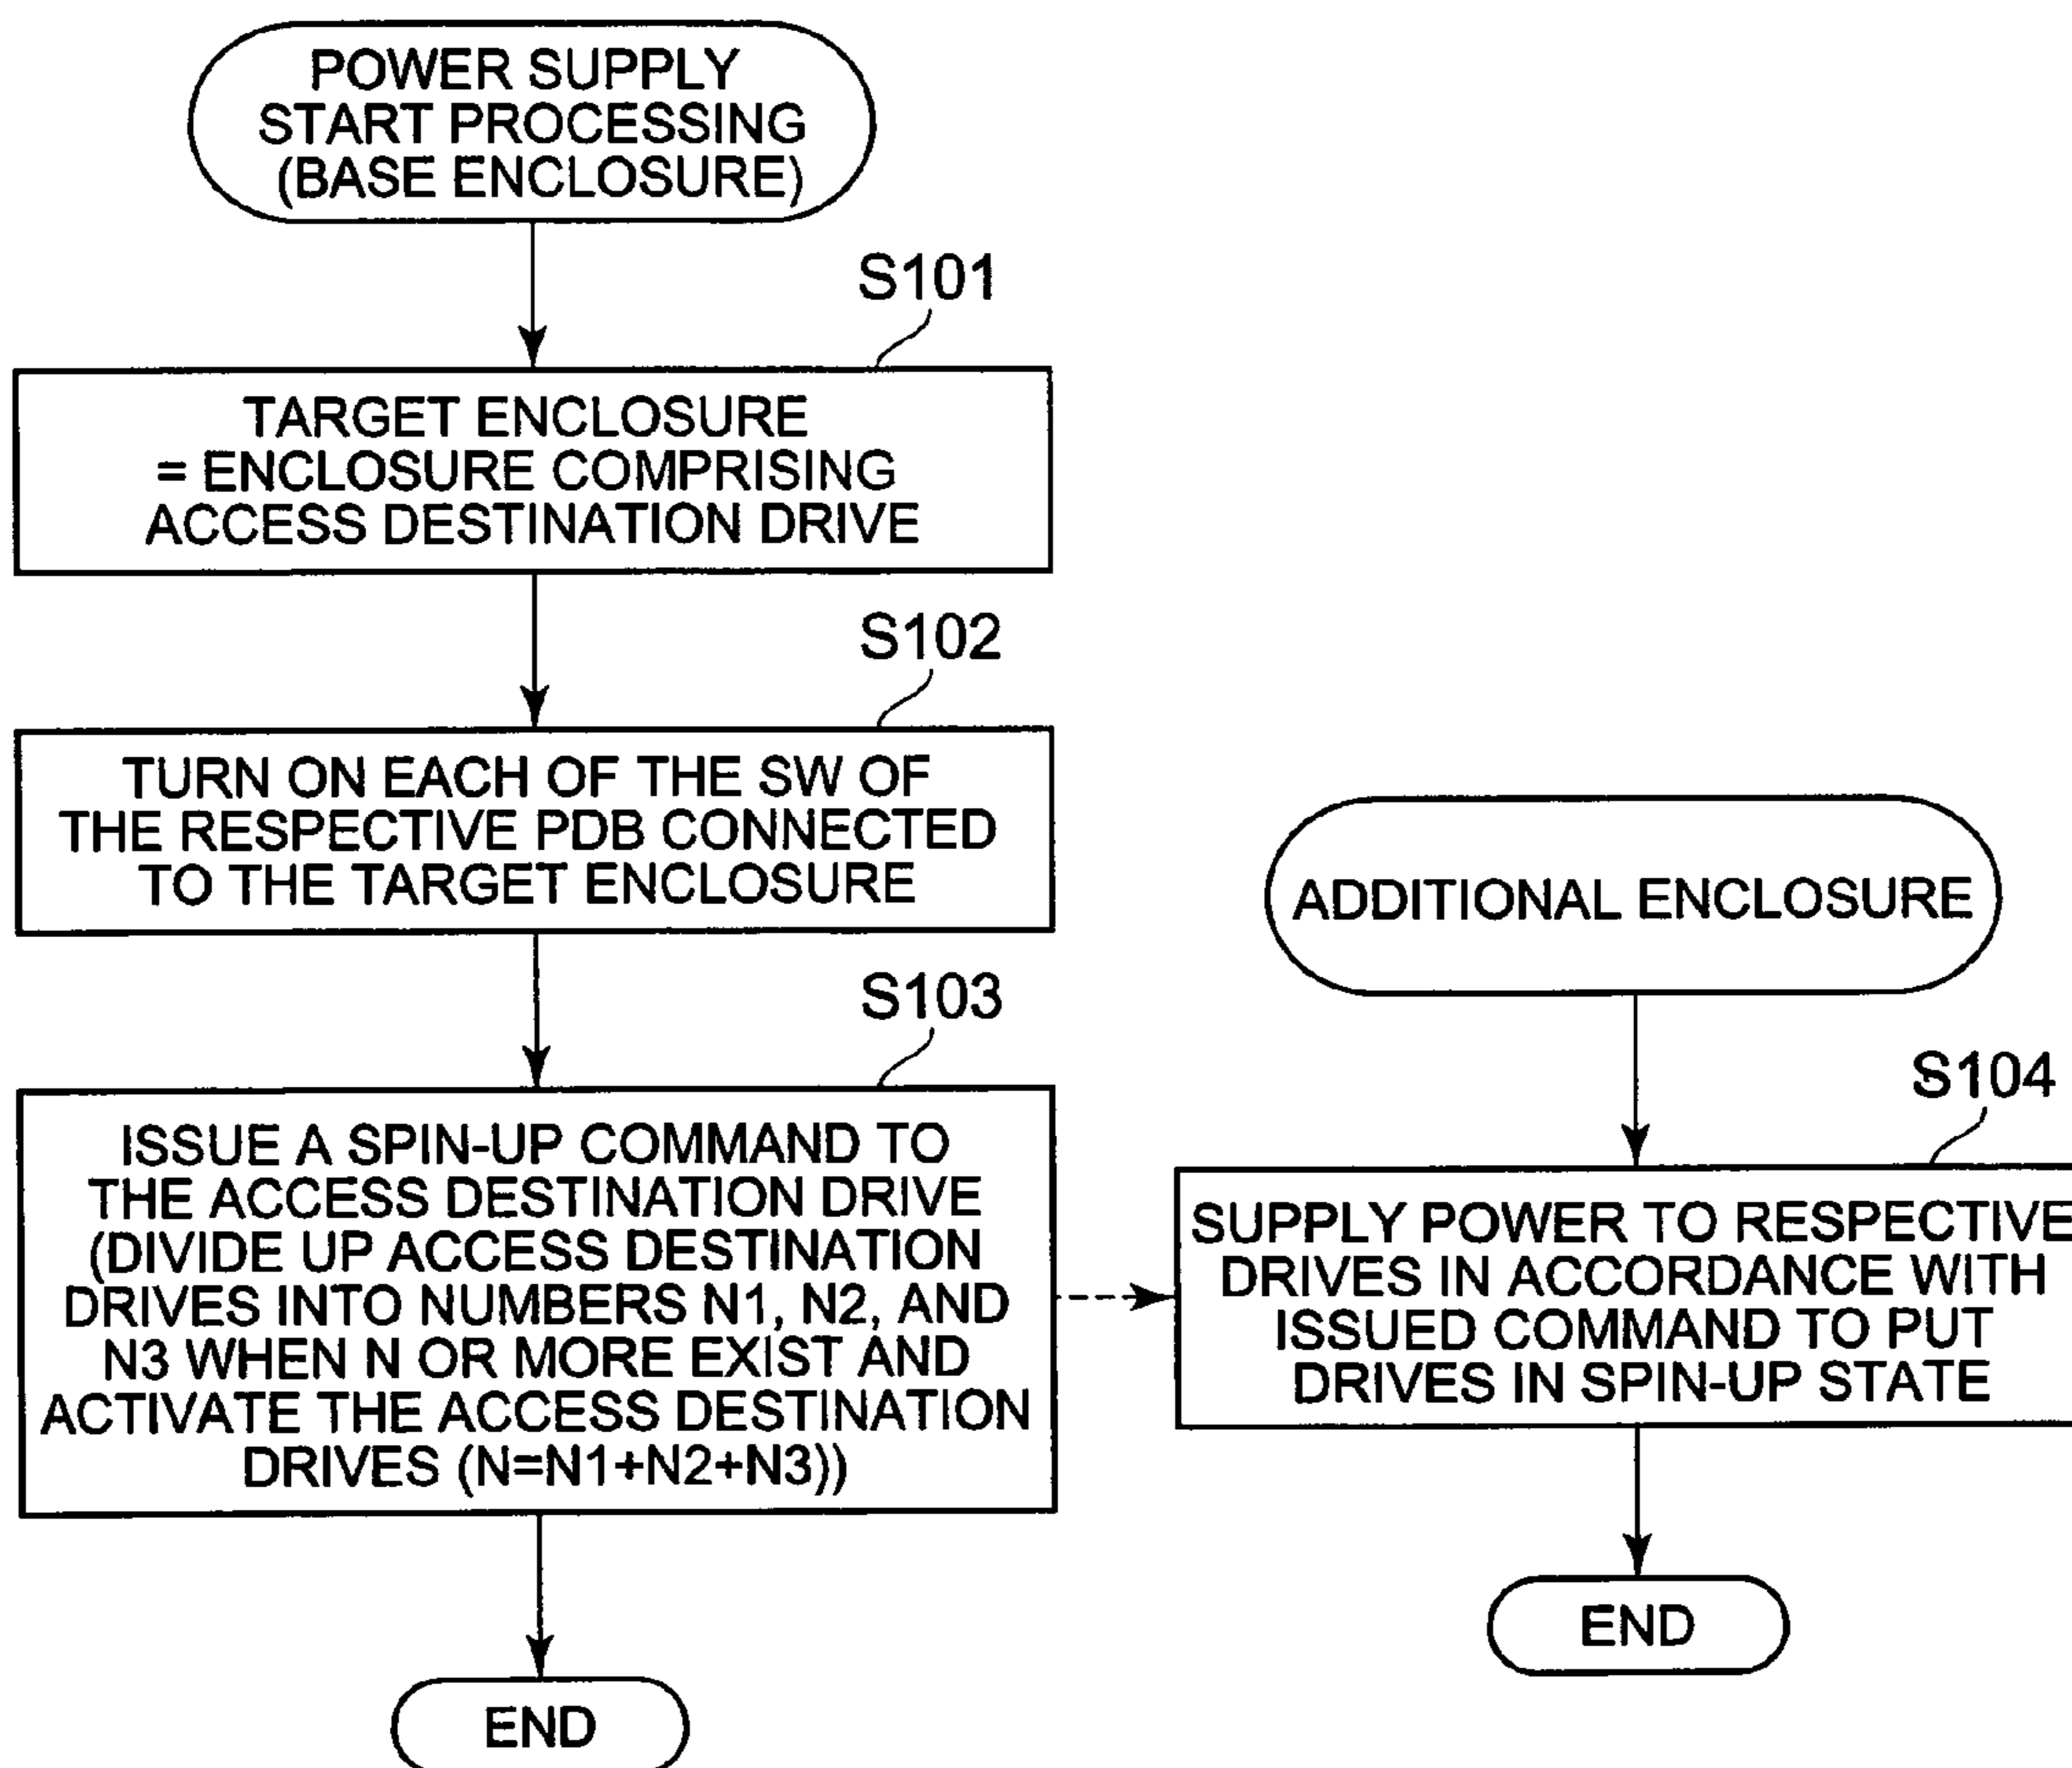 POWER SUPPLY
START PROCESSING
(BASE ENCLOSURE)
S101
TARGET ENCLOSURE
= ENCLOSURE COMPRISING
ACCESS DESTINATION DRIVE
S102
TURN ON EACH OF THE SW OF
THE RESPECTIVE PDB CONNECTED
TO THE TARGET ENCLOSURE
S103
ISSUE A SPIN-UP COMMAND TO
THE ACCESS DESTINATION DRIVE
(DIVIDE UP ACCESS DESTINATION
DRIVES INTO NUMBERS N1, N2, AND
N3 WHEN N OR MORE EXIST AND
ACTIVATE THE ACCESS DESTINATION
DRIVES (N=N1+N2+N3))
END
ADDITIONAL ENCLOSURE
S104
SUPPLY POWER TO RESPECTIVE
DRIVES IN ACCORDANCE WITH
ISSUED COMMAND TO PUT
DRIVES IN SPIN-UP STATE
END